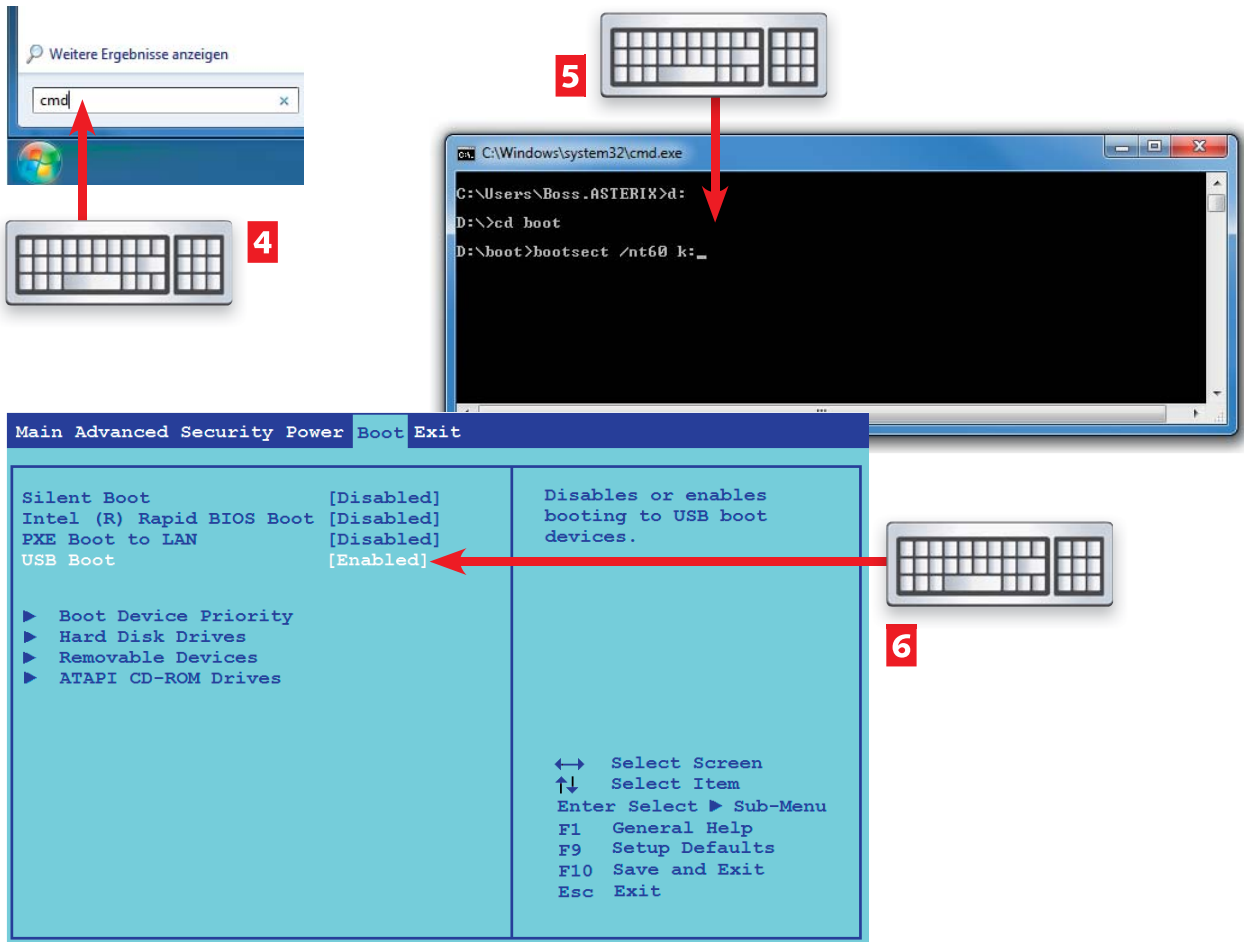 Weitere Ergebnisse anzeigen
cmd
4
5
C:\Windows\system32\cmd.exe
C:\Users\Boss.ASTERIX>d:
D:\>cd boot
D:\boot>bootsect /nt60 k:_
Main Advanced Security Power Boot Exit
Silent Boot [Disabled]
Intel (R) Rapid BIOS Boot [Disabled]
PXE Boot to LAN [Disabled]
USB Boot [Enabled]
▶ Boot Device Priority
▶ Hard Disk Drives
▶ Removable Devices
▶ ATAPI CD-ROM Drives
Disables or enables
booting to USB boot
devices.
↔ Select Screen
↑↓ Select Item
Enter Select ▶ Sub-Menu
F1 General Help
F9 Setup Defaults
F10 Save and Exit
Esc Exit
6